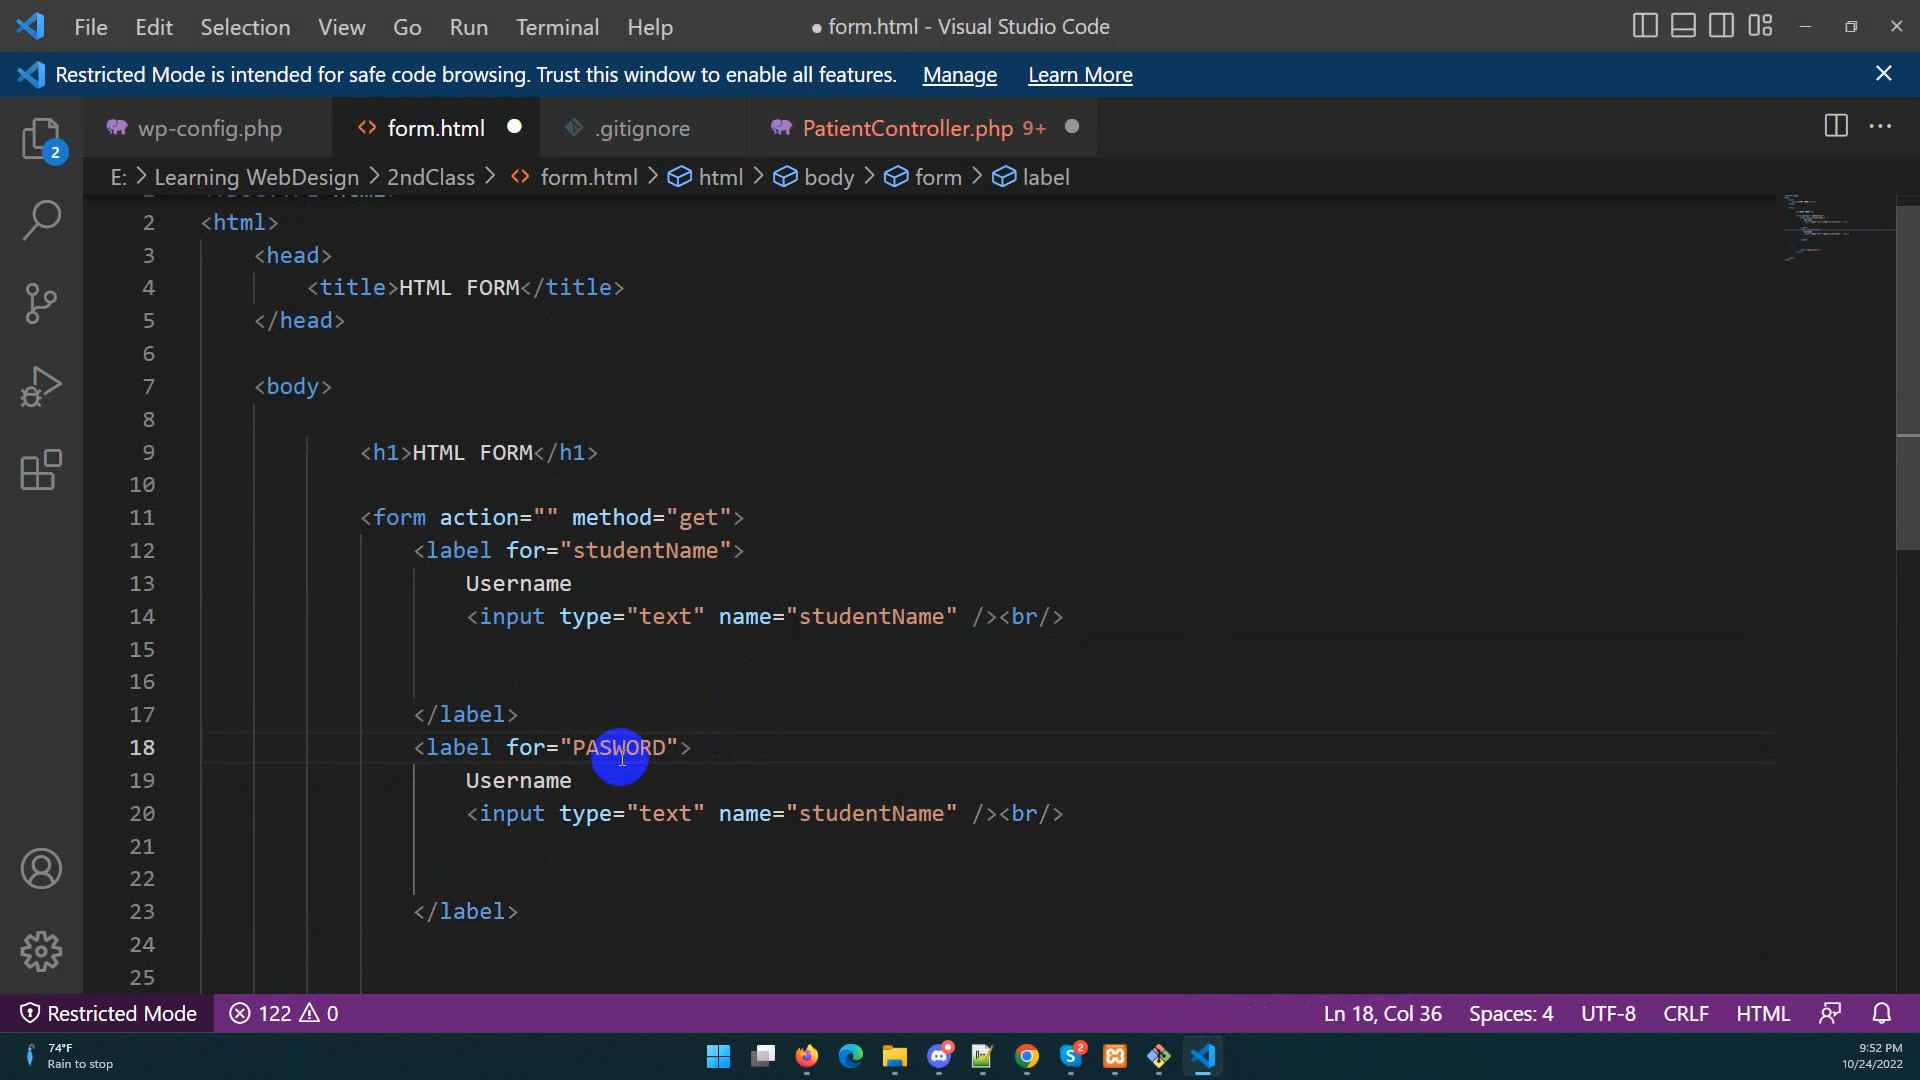 File Edit Selection View Go Run Terminal Help ● form.html - Visual Studio Code
Restricted Mode is intended for safe code browsing. Trust this window to enable all features. Manage Learn More
wp-config.php <> form.html .gitignore PatientController.php 9+
2
E: > Learning WebDesign > 2ndClass > <> form.html > html > body > form > label
2 <html>
3 <head>
4 <title>HTML FORM</title>
5 </head>
6
7 <body>
8
9 <h1>HTML FORM</h1>
10
11 <form action="" method="get">
12 <label for="studentName">
13 Username
14 <input type="text" name="studentName" /><br/>
15
16
17 </label>
18 <label for="PASWORD">
19 Username
20 <input type="text" name="studentName" /><br/>
21
22
23 </label>
24
25
Restricted Mode 122 0 Ln 18, Col 36 Spaces: 4 UTF-8 CRLF HTML
74°F
Rain to stop
2
9:52 PM
10/24/2022